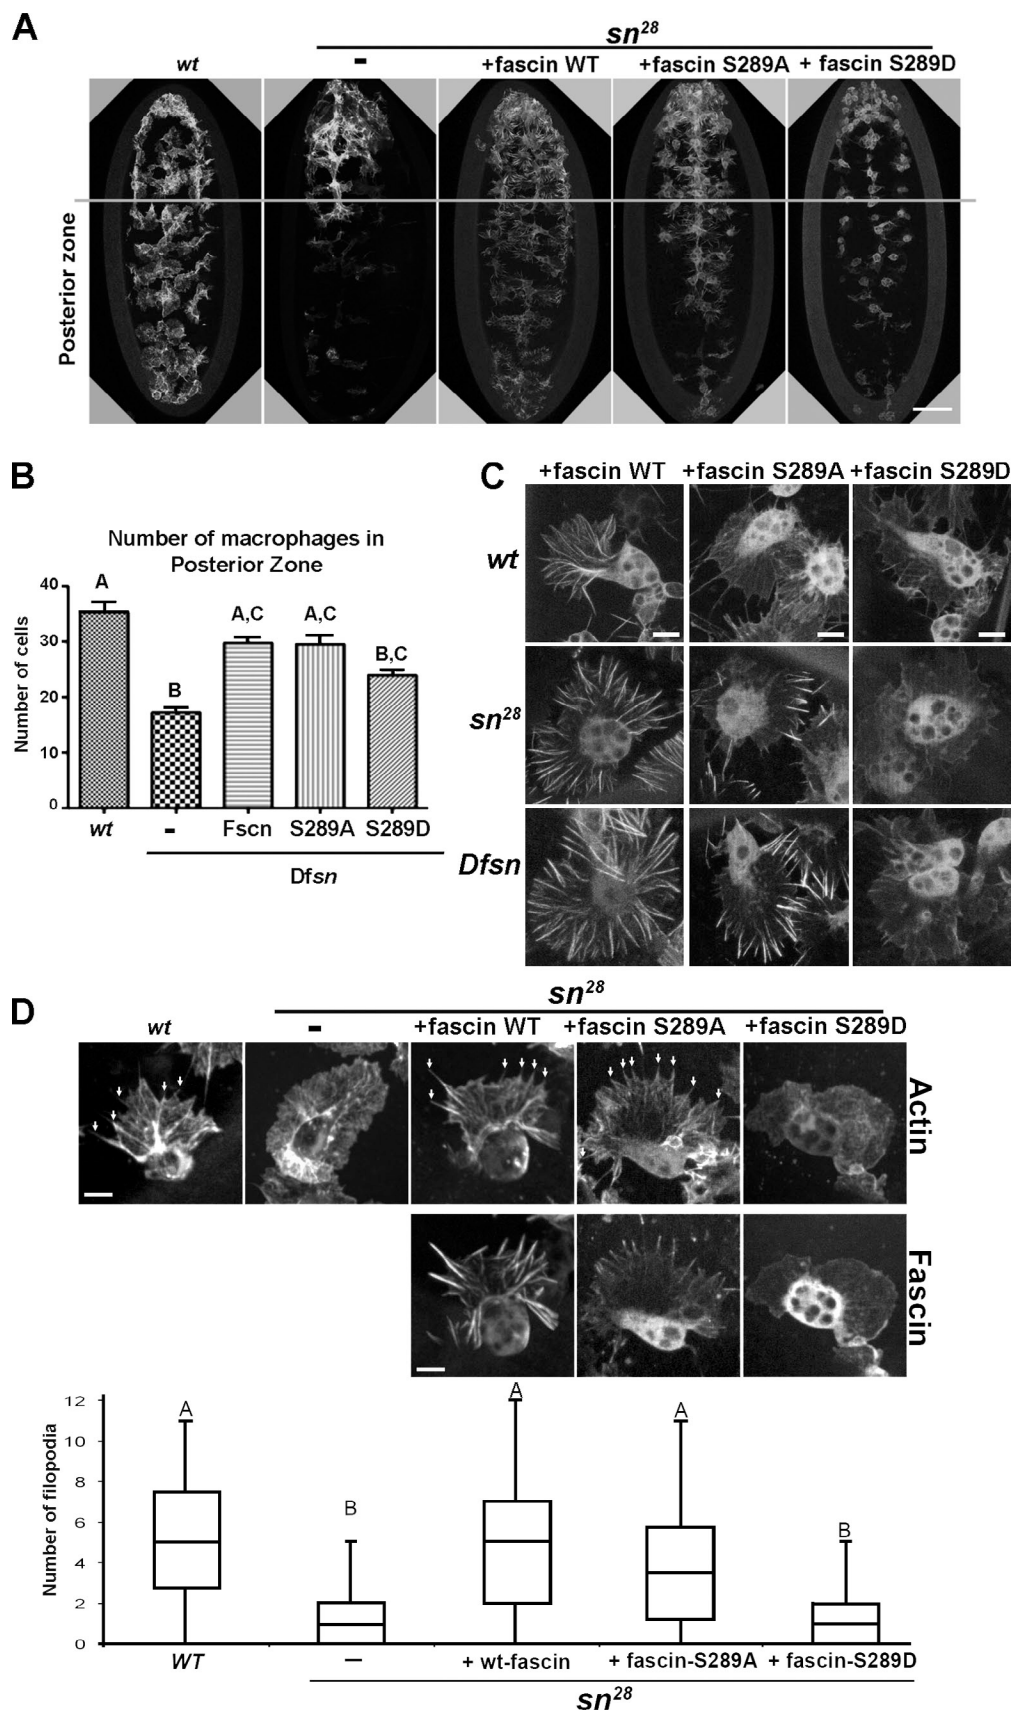 A
sn28
wt
-
+fascin WT
+fascin S289A
+ fascin S289D
Posterior zone
B
Number of macrophages in
Posterior Zone
Number of cells
40
30
20
10
0
A
B
A,C
A,C
B,C
wt
-
Fscn
S289A
S289D
Dfsn
C
+fascin WT
+fascin S289A
+fascin S289D
wt
sn28
Dfsn
D
sn28
wt
-
+fascin WT
+fascin S289A
+fascin S289D
Actin
Fascin
Number of filopodia
12
10
8
6
4
2
0
A
B
A
A
B
WT
–
+ wt-fascin
+ fascin-S289A
+ fascin-S289D
sn28